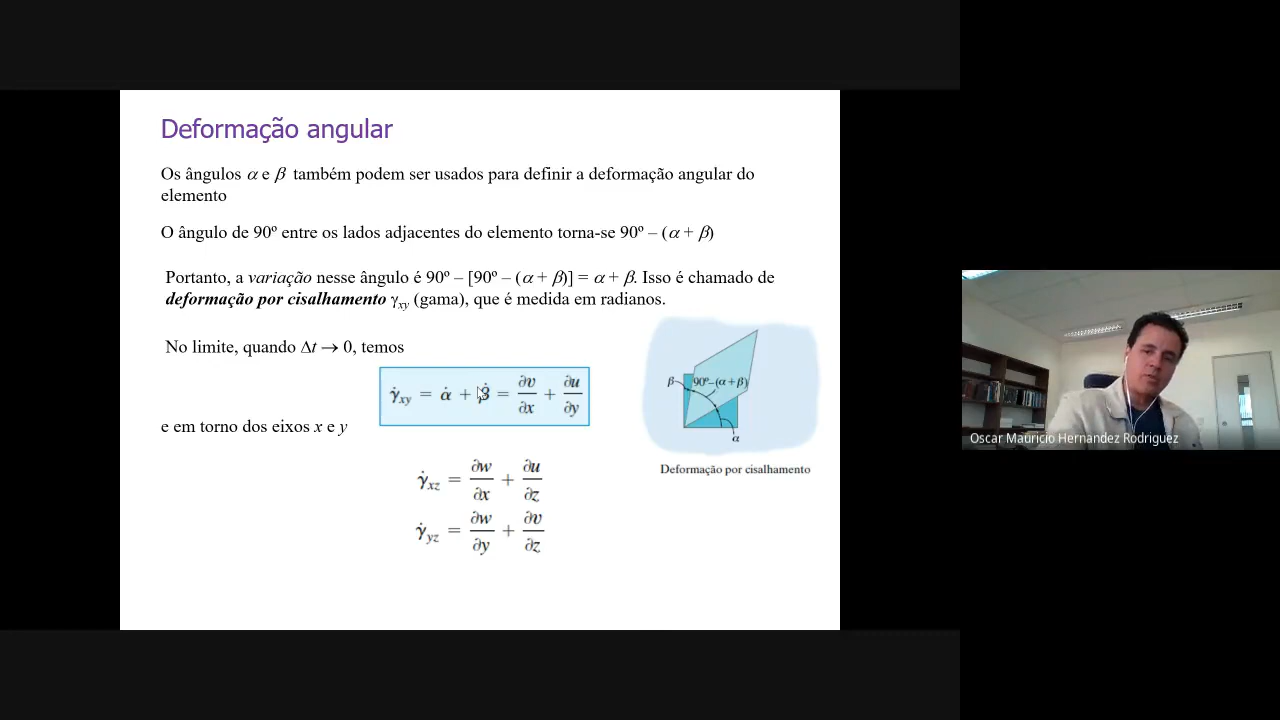 Deformação angular
Os ângulos α e β também podem ser usados para definir a deformação angular do
elemento
O ângulo de 90º entre os lados adjacentes do elemento torna-se 90º – (α + β)
Portanto, a variação nesse ângulo é 90º – [90º – (α + β)] = α + β. Isso é chamado de
deformação por cisalhamento γxy (gama), que é medida em radianos.
No limite, quando Δt → 0, temos
γ̇xy = α̇ + β̇ = ∂v/∂x + ∂u/∂y
e em torno dos eixos x e y
γ̇xz = ∂w/∂x + ∂u/∂z
γ̇yz = ∂w/∂y + ∂v/∂z
β
90º–(α+β)
α
Deformação por cisalhamento
Oscar Mauricio Hernandez Rodriguez